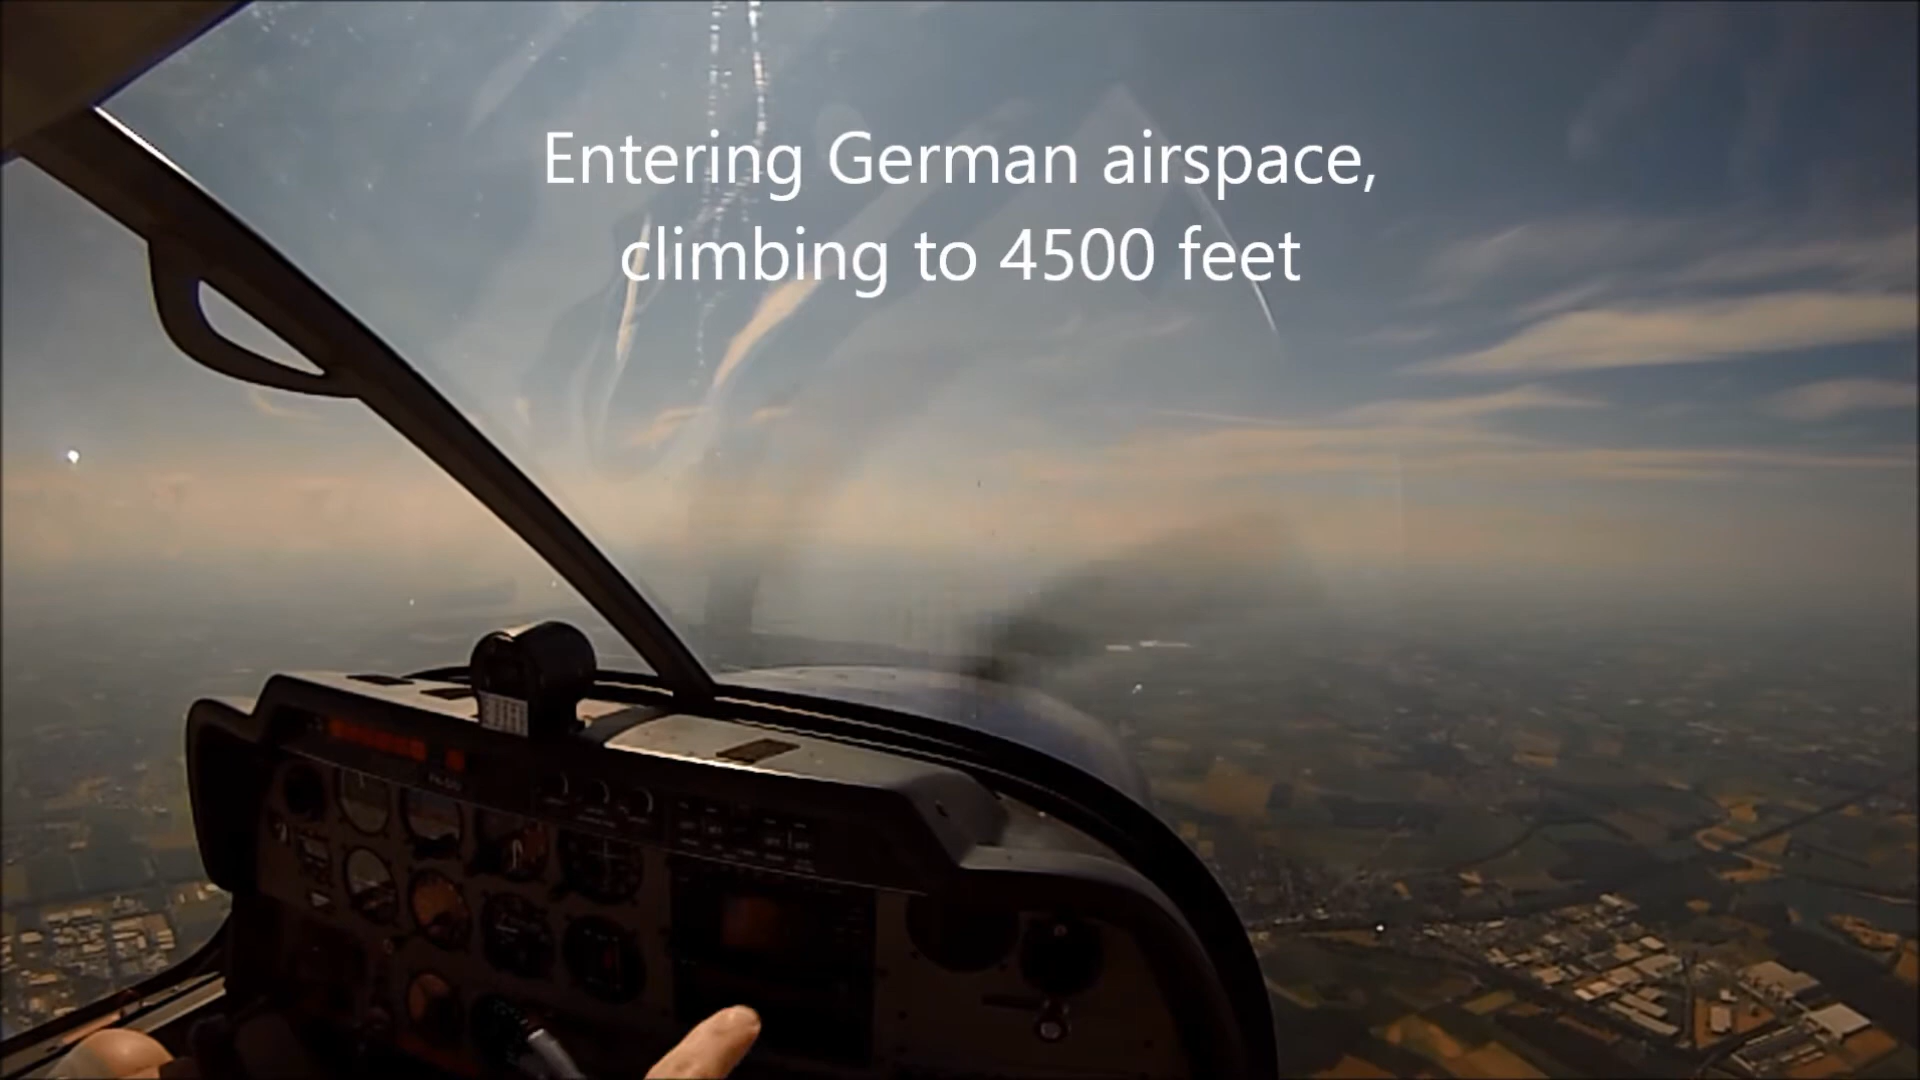 Entering German airspace,
climbing to 4500 feet